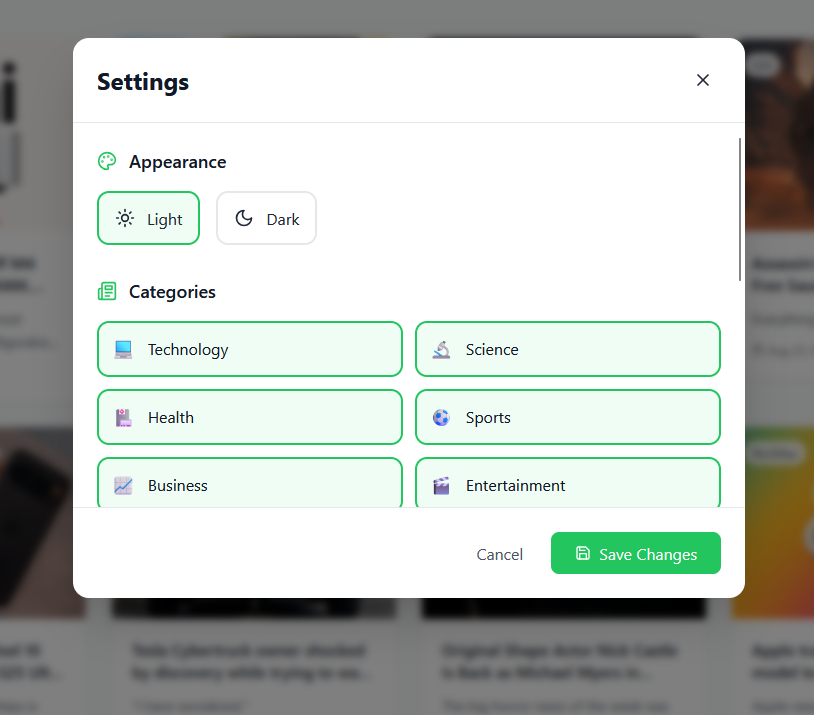 Settings
Appearance
Light
Dark
Categories
Technology
Science
Health
Sports
Business
Entertainment
Cancel
Save Changes
Tesla Cybertruck owner shocked
by discovery while trying to
Original Shape Actor Nick Castle
Is Back as Michael Myers in